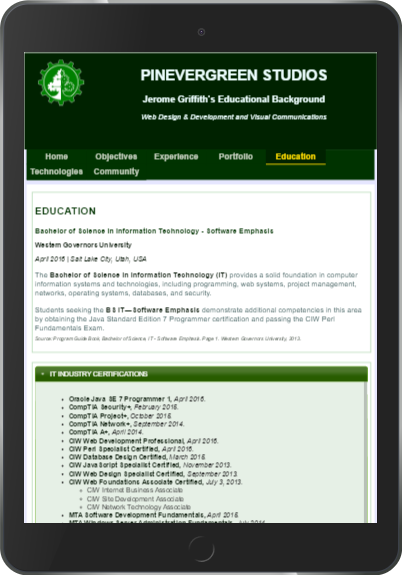 PINEVERGREEN STUDIOS
Jerome Griffith's Educational Background
Web Design & Development and Visual Communications
Home Objectives Experience Portfolio Education
Technologies Community
EDUCATION
Bachelor of Science in Information Technology - Software Emphasis
Western Governors University
April 2016 | Salt Lake City, Utah, USA
The Bachelor of Science in Information Technology (IT) provides a solid foundation in computer
information systems and technologies, including programming, web systems, project management,
networks, operating systems, databases, and security.
Students seeking the BS IT—Software Emphasis demonstrate additional competencies in this area
by obtaining the Java Standard Edition 7 Programmer certification and passing the CIW Perl
Fundamentals Exam.
Source: Program Guide Book, Bachelor of Science, IT - Software Emphasis, Page 1. Western Governors University. 2013.
IT INDUSTRY CERTIFICATIONS
Oracle Java SE 7 Programmer 1, April 2016.
CompTIA Security+, February 2016.
CompTIA Project+, October 2015.
CompTIA Network+, September 2014.
CompTIA A+, April 2014.
CIW Web Development Professional, April 2016.
CIW Perl Specialist Certified, April 2016.
CIW Database Design Certified, March 2015.
CIW JavaScript Specialist Certified, November 2013.
CIW Web Design Specialist Certified, September 2013.
CIW Web Foundations Associate Certified, July 3, 2013.
CIW Internet Business Associate
CIW Site Development Associate
CIW Network Technology Associate
MTA Software Development Fundamentals, April 2015.
MTA Windows Server Administration Fundamentals, July 2014.